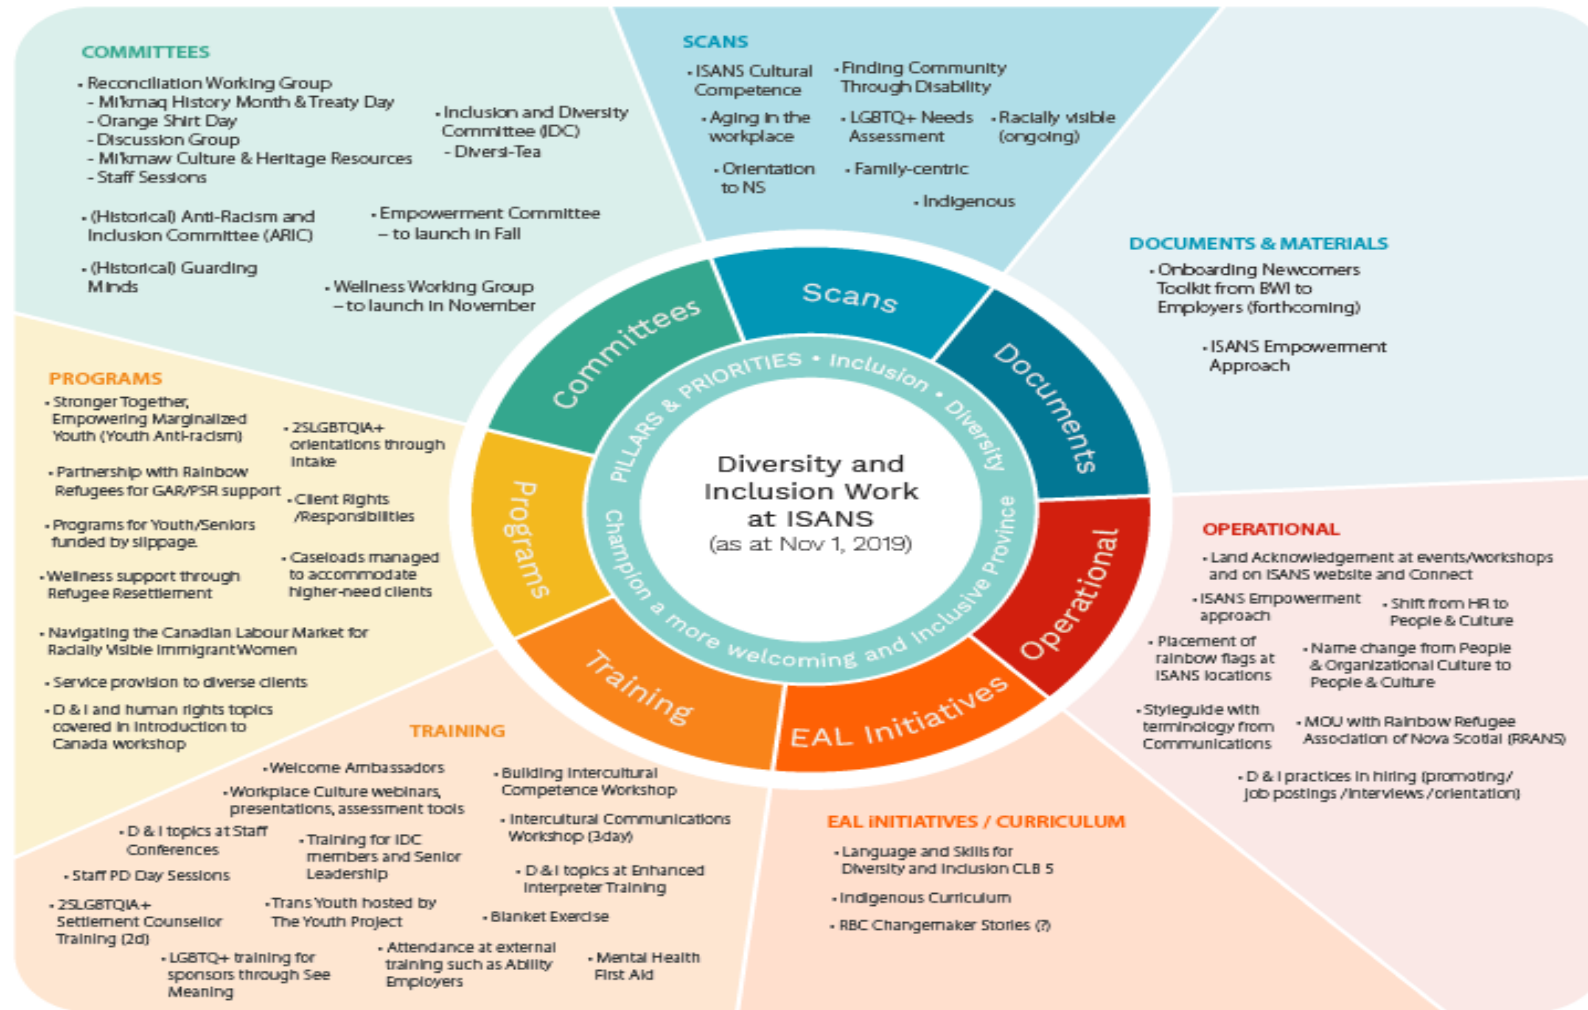 COMMITTEES
• Reconciliation Working Group
- Mi'kmaq History Month & Treaty Day
- Orange Shirt Day
- Discussion Group
- Mi'kmaw Culture & Heritage Resources
- Staff Sessions
• Inclusion and Diversity
Committee (IDC)
- Diversi-Tea
• (Historical) Anti-Racism and
Inclusion Committee (ARIC)
• Empowerment Committee
– to launch in Fall
• (Historical) Guarding
Minds
• Wellness Working Group
– to launch in November
SCANS
• ISANS Cultural
Competence
• Finding Community
Through Disability
• Aging in the
workplace
• LGBTQ+ Needs
Assessment
• Racially visible
(ongoing)
• Orientation
to NS
• Family-centric
• Indigenous
DOCUMENTS & MATERIALS
• Onboarding Newcomers
Toolkit from BWI to
Employers (forthcoming)
• ISANS Empowerment
Approach
PROGRAMS
• Stronger Together,
Empowering Marginalized
Youth (Youth Anti-racism)
• 2SLGBTQIA+
orientations through
Intake
• Partnership with Rainbow
Refugees for GAR/PSR support
• Client Rights
/Responsibilities
• Programs for Youth/Seniors
funded by slippage.
• Caseloads managed
to accommodate
higher-need clients
• Wellness support through
Refugee Resettlement
• Navigating the Canadian Labour Market for
Racially Visible Immigrant Women
• Service provision to diverse clients
• D & I and human rights topics
covered in Introduction to
Canada workshop
Committees
Scans
Documents
Operational
EAL Initiatives
Training
Programs
PILLARS & PRIORITIES • Inclusion • Diversity
Champion a more welcoming and Inclusive Province
Diversity and
Inclusion Work
at ISANS
(as at Nov 1, 2019)
OPERATIONAL
• Land Acknowledgement at events/workshops
and on ISANS website and Connect
• ISANS Empowerment
approach
• Shift from HR to
People & Culture
• Placement of
rainbow flags at
ISANS locations
• Name change from People
& Organizational Culture to
People & Culture
• Styleguide with
terminology from
Communications
• MOU with Rainbow Refugee
Association of Nova Scotial (RRANS)
• D & I practices in hiring (promoting/
job postings /interviews /orientation)
TRAINING
• Welcome Ambassadors
• Workplace Culture webinars,
presentations, assessment tools
• Building Intercultural
Competence Workshop
• D & I topics at Staff
Conferences
• Training for IDC
members and Senior
Leadership
• Intercultural Communications
Workshop (3day)
• Staff PD Day Sessions
• D & I topics at Enhanced
Interpreter Training
• 2SLGBTQIA+
Settlement Counsellor
Training (2d)
• Trans Youth hosted by
The Youth Project
• Blanket Exercise
• LGBTQ+ training for
sponsors through See
Meaning
• Attendance at external
training such as Ability
Employers
• Mental Health
First Aid
EAL iNITIATIVES / CURRICULUM
• Language and Skills for
Diversity and Inclusion CLB 5
• Indigenous Curriculum
• RBC Changemaker Stories (?)